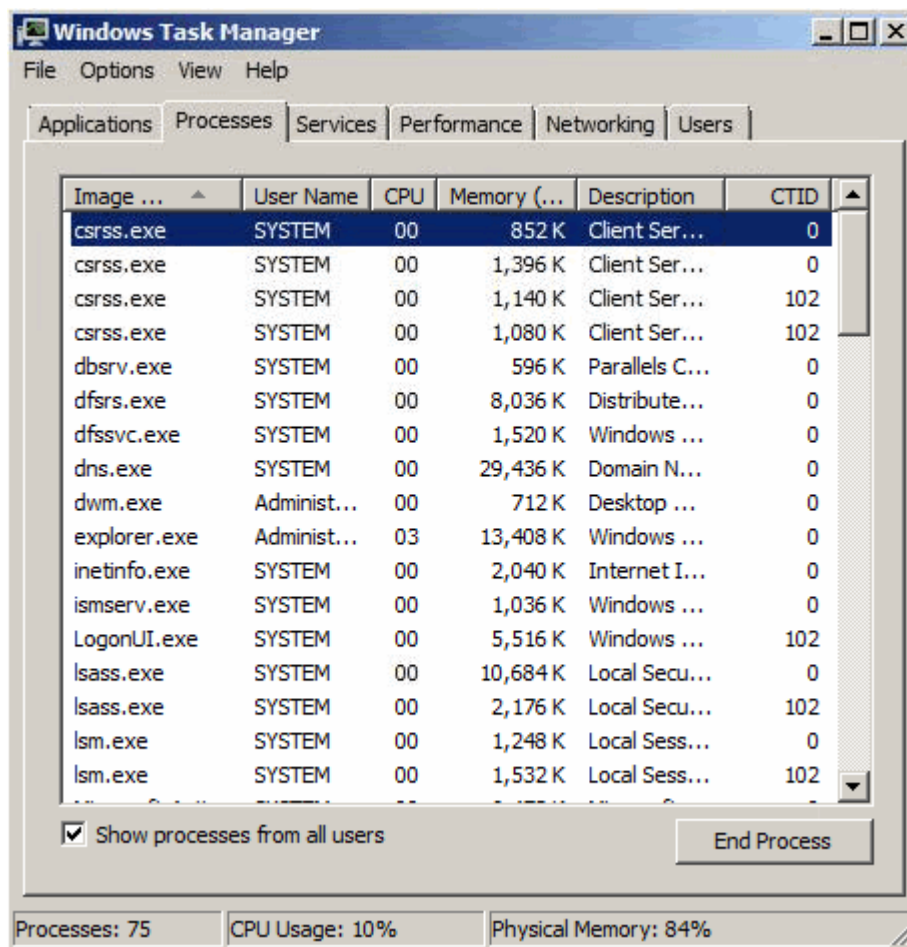 Windows Task Manager
File Options View Help
Applications Processes Services Performance Networking Users
Image ... User Name CPU Memory (... Description CTID
csrss.exe SYSTEM 00 852 K Client Ser... 0
csrss.exe SYSTEM 00 1,396 K Client Ser... 0
csrss.exe SYSTEM 00 1,140 K Client Ser... 102
csrss.exe SYSTEM 00 1,080 K Client Ser... 102
dbsrv.exe SYSTEM 00 596 K Parallels C... 0
dfsrs.exe SYSTEM 00 8,036 K Distribute... 0
dfssvc.exe SYSTEM 00 1,520 K Windows ... 0
dns.exe SYSTEM 00 29,436 K Domain N... 0
dwm.exe Administ... 00 712 K Desktop ... 0
explorer.exe Administ... 03 13,408 K Windows ... 0
inetinfo.exe SYSTEM 00 2,040 K Internet I... 0
ismserv.exe SYSTEM 00 1,036 K Windows ... 0
LogonUI.exe SYSTEM 00 5,516 K Windows ... 102
lsass.exe SYSTEM 00 10,684 K Local Secu... 0
lsass.exe SYSTEM 00 2,176 K Local Secu... 102
lsm.exe SYSTEM 00 1,248 K Local Sess... 0
lsm.exe SYSTEM 00 1,532 K Local Sess... 102
Show processes from all users
End Process
Processes: 75 CPU Usage: 10% Physical Memory: 84%